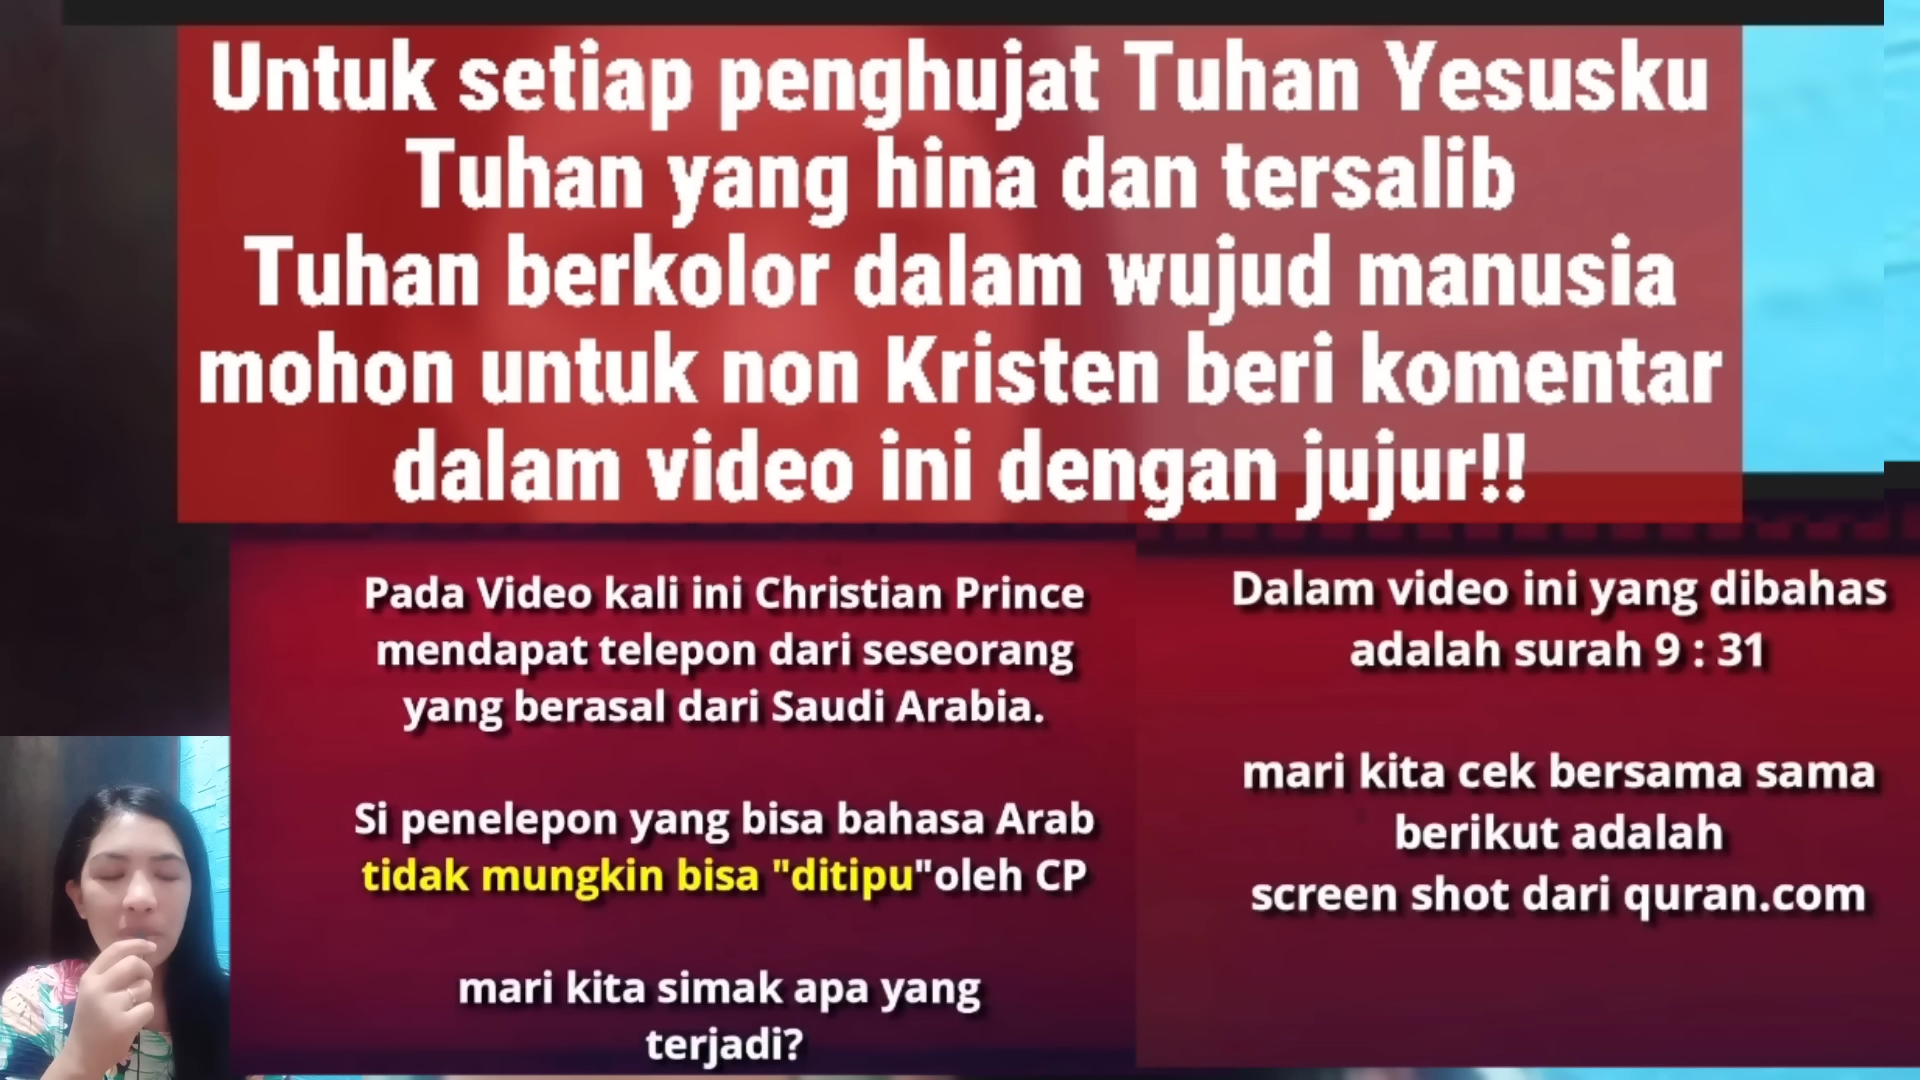 Untuk setiap penghujat Tuhan Yesusku
Tuhan yang hina dan tersalib
Tuhan berkolor dalam wujud manusia
mohon untuk non Kristen beri komentar
dalam video ini dengan jujur!!
Pada Video kali ini Christian Prince
mendapat telepon dari seseorang
yang berasal dari Saudi Arabia.
Si penelepon yang bisa bahasa Arab
tidak mungkin bisa "ditipu"oleh CP
mari kita simak apa yang
terjadi?
Dalam video ini yang dibahas
adalah surah 9 : 31
mari kita cek bersama sama
berikut adalah
screen shot dari quran.com